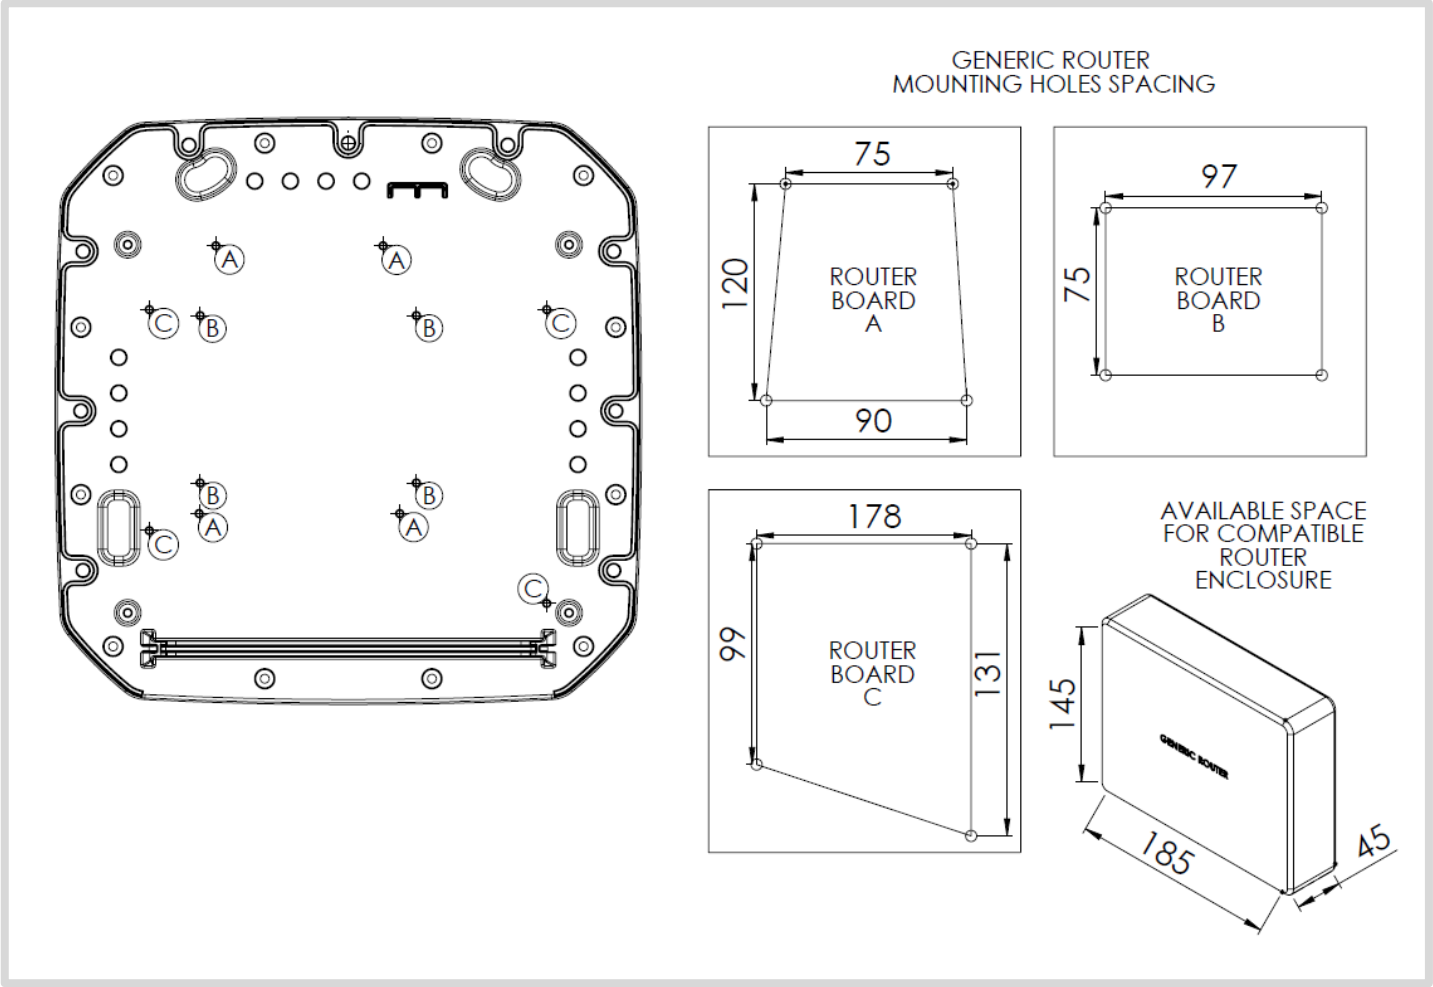 GENERIC ROUTER
MOUNTING HOLES SPACING
A
A
C
B
B
C
B
B
A
A
C
C
75
120
ROUTER
BOARD
A
90
97
75
ROUTER
BOARD
B
178
99
ROUTER
BOARD
C
131
AVAILABLE SPACE
FOR COMPATIBLE
ROUTER
ENCLOSURE
145
GENERIC ROUTER
185
45